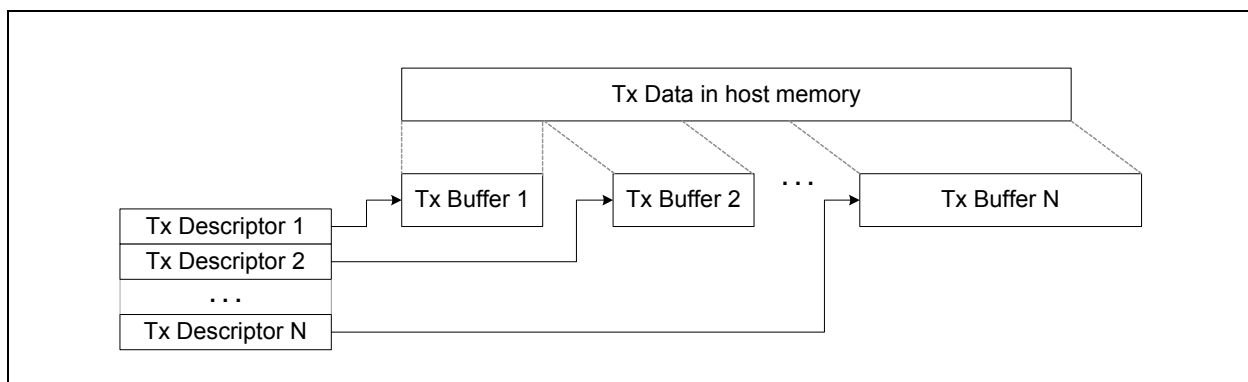 Tx Data in host memory
Tx Buffer 1
Tx Buffer 2
...
Tx Buffer N
Tx Descriptor 1
Tx Descriptor 2
...
Tx Descriptor N